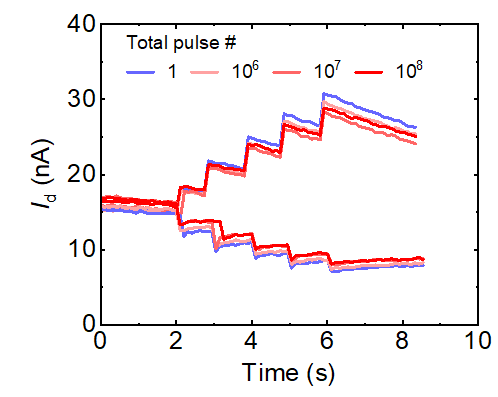 40
Total pulse #
1 10⁶ 10⁷ 10⁸
30
20
10
0
I_d (nA)
0 2 4 6 8 10
Time (s)